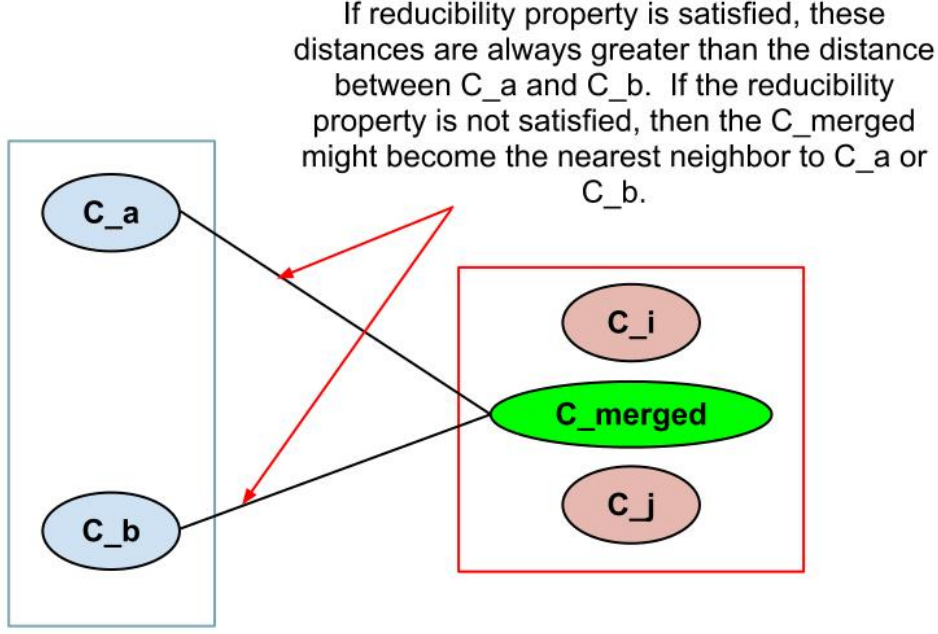 If reducibility property is satisfied, these
distances are always greater than the distance
between C_a and C_b. If the reducibility
property is not satisfied, then the C_merged
might become the nearest neighbor to C_a or
C_b.
C_a
C_i
C_merged
C_j
C_b